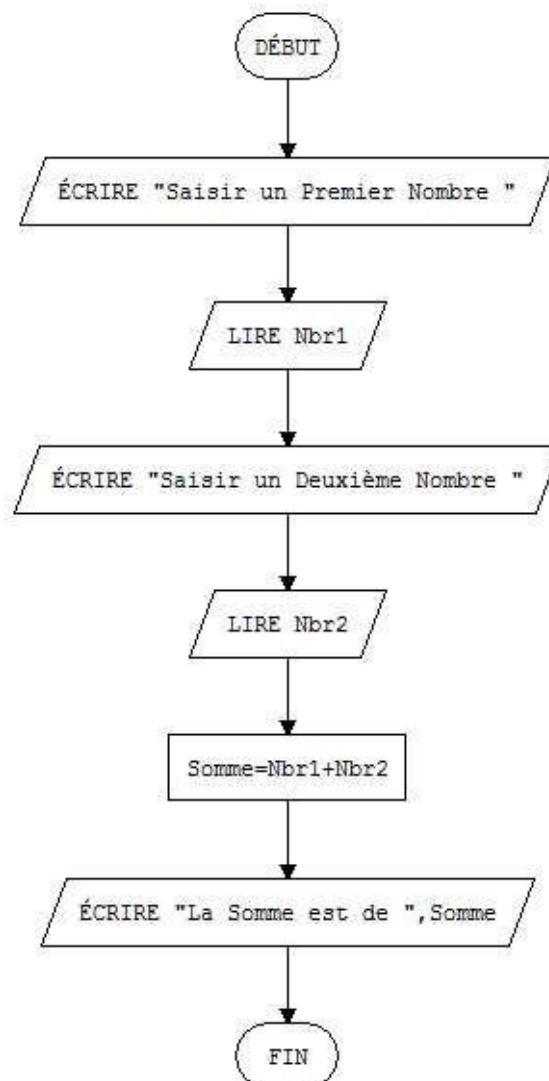 DÉBUT
ÉCRIRE "Saisir un Premier Nombre "
LIRE Nbr1
ÉCRIRE "Saisir un Deuxième Nombre "
LIRE Nbr2
Somme=Nbr1+Nbr2
ÉCRIRE "La Somme est de ",Somme
FIN